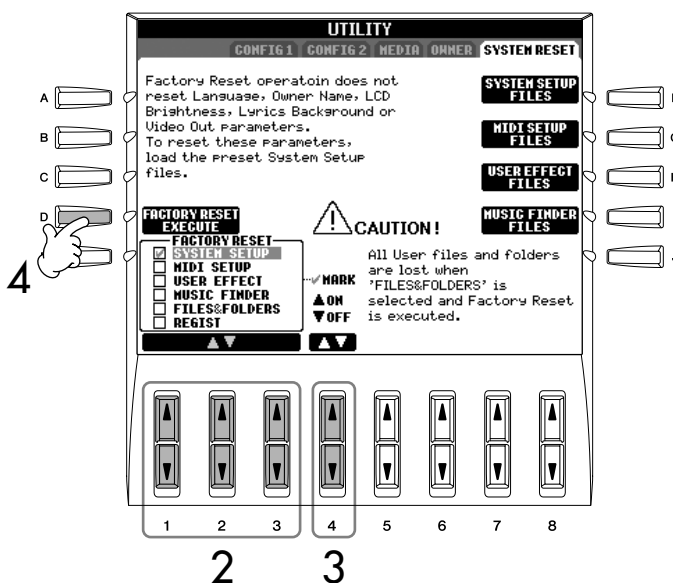 UTILITY
CONFIG 1 CONFIG 2 MEDIA OWNER SYSTEM RESET
Factory Reset operatoin does not
reset Language, Owner Name, LCD
Brightness, Lyrics Background or
Video Out parameters.
To reset these parameters,
load the preset System Setup
files.
SYSTEM SETUP
FILES
MIDI SETUP
FILES
USER EFFECT
FILES
MUSIC FINDER
FILES
A
B
C
D
4
FACTORY RESET
EXECUTE
CAUTION!
FACTORY RESET
SYSTEM SETUP
MIDI SETUP
USER EFFECT
MUSIC FINDER
FILES&FOLDERS
REGIST
MARK
▲ON
▼OFF
All User files and folders
are lost when
'FILES&FOLDERS' is
selected and Factory Reset
is executed.
▲▼ ▲▼
1 2 3 4 5 6 7 8
2 3